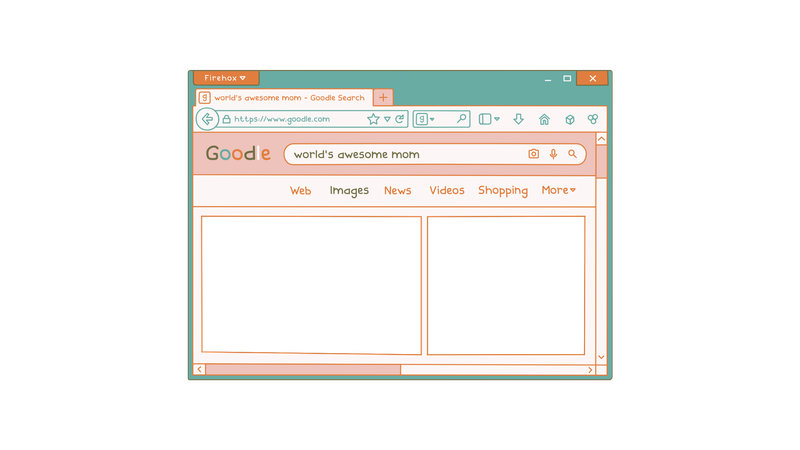 Firehox
world's awesome mom - Goodle Search
https://www.goodle.com
g
Goodle
world's awesome mom
Web Images News Videos Shopping More